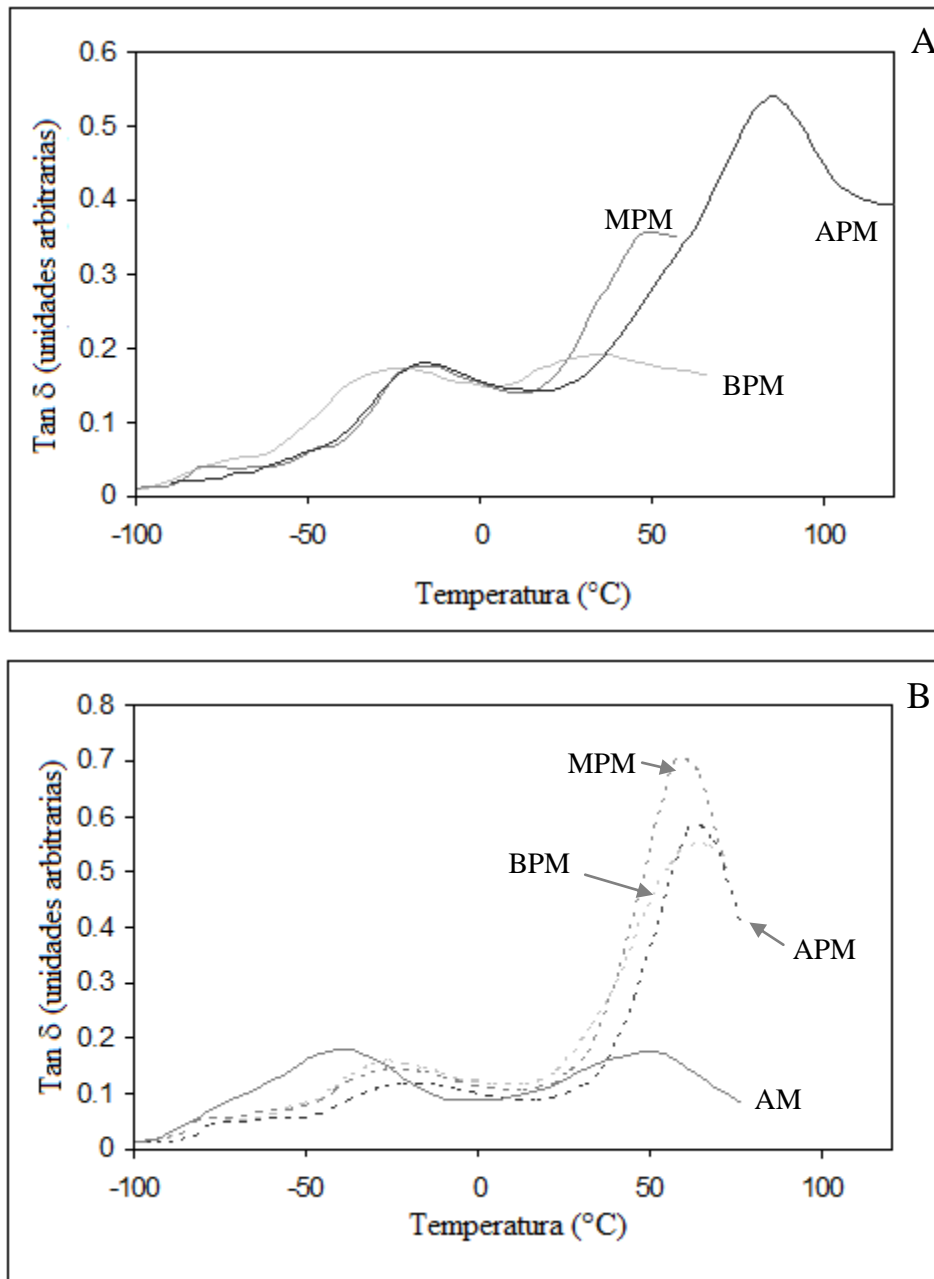 A
Tan δ (unidades arbitrarias)
0.6
0.5
0.4
0.3
0.2
0.1
0
MPM
APM
BPM
-100
-50
0
50
100
Temperatura (°C)
B
Tan δ (unidades arbitrarias)
0.8
0.7
0.6
0.5
0.4
0.3
0.2
0.1
0
MPM
BPM
APM
AM
-100
-50
0
50
100
Temperatura (°C)